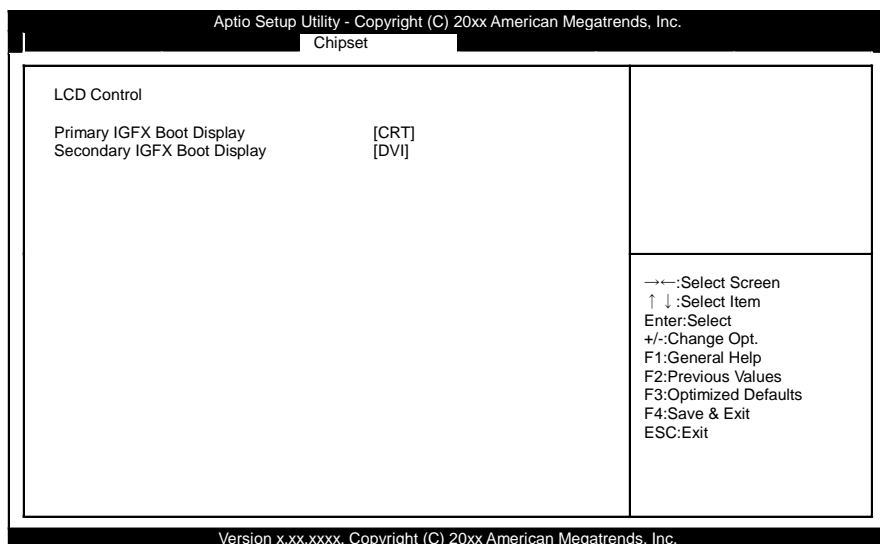 Aptio Setup Utility - Copyright (C) 20xx American Megatrends, Inc.
Chipset
LCD Control
Primary IGFX Boot Display [CRT]
Secondary IGFX Boot Display [DVI]
→←:Select Screen
↑↓:Select Item
Enter:Select
+/-:Change Opt.
F1:General Help
F2:Previous Values
F3:Optimized Defaults
F4:Save & Exit
ESC:Exit
Version x.xx.xxxx. Copyright (C) 20xx American Megatrends, Inc.